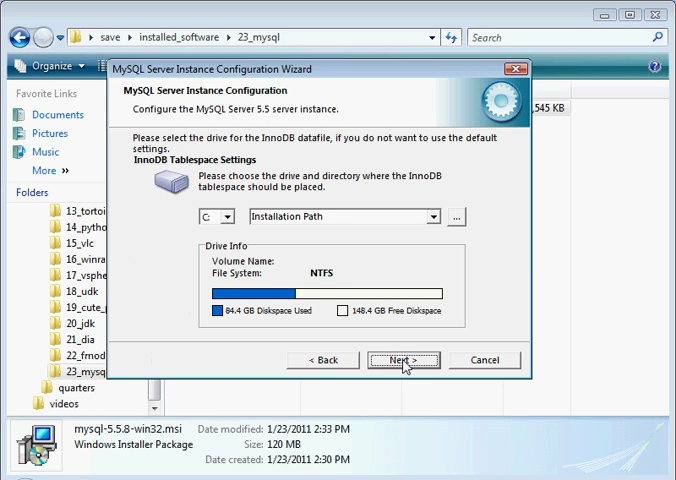 save ▸ installed_software ▸ 23_mysql
Search
Organize
Favorite Links
Documents
Pictures
Music
More »
Folders
14_pytho
15_vlc
16_winra
17_vsphe
18_udk
19_cute_p
20_jdk
21_dia
22_fmod
23_mysq
quarters
videos
,545 KB
MySQL Server Instance Configuration Wizard
MySQL Server Instance Configuration
Configure the MySQL Server 5.5 server instance.
Please select the drive for the InnoDB datafile, if you do not want to use the default
settings.
InnoDB Tablespace Settings
Please choose the drive and directory where the InnoDB
tablespace should be placed.
C: Installation Path ...
Drive Info
Volume Name:
File System: NTFS
84.4 GB Diskspace Used 148.4 GB Free Diskspace
< Back Next > Cancel
mysql-5.5.8-win32.msi Date modified: 1/23/2011 2:33 PM
Windows Installer Package Size: 120 MB
Date created: 1/23/2011 2:30 PM